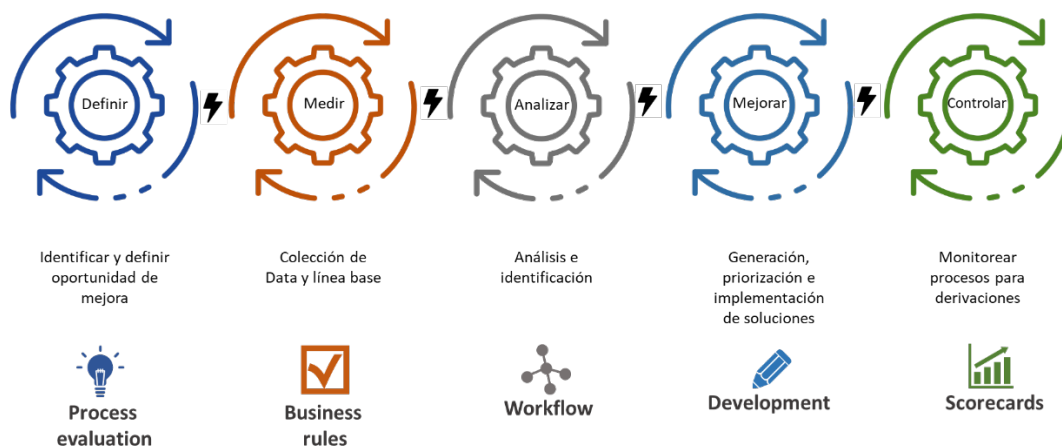 Definir
Medir
Analizar
Mejorar
Controlar
Identificar y definir
oportunidad de
mejora
Colección de
Data y línea base
Análisis e
identificación
Generación,
priorización e
implementación
de soluciones
Monitorear
procesos para
derivaciones
Process
evaluation
Business
rules
Workflow
Development
Scorecards